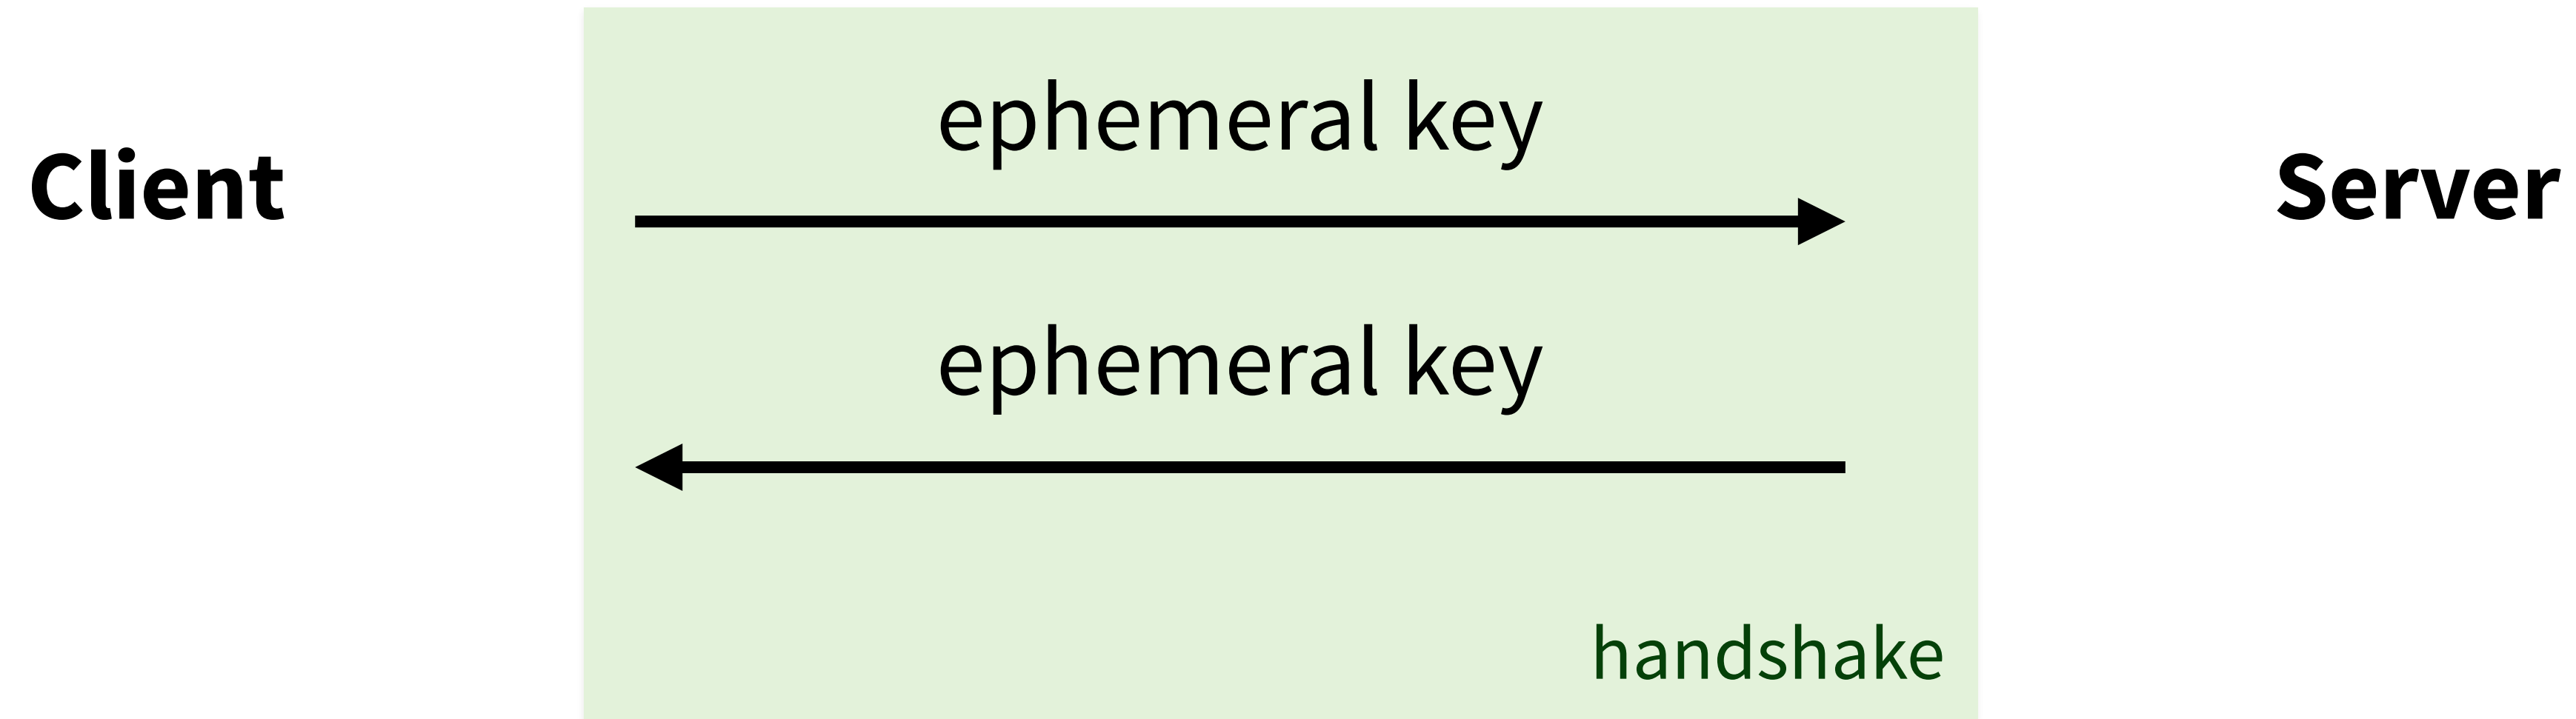 ephemeral key
Client
Server
ephemeral key
handshake